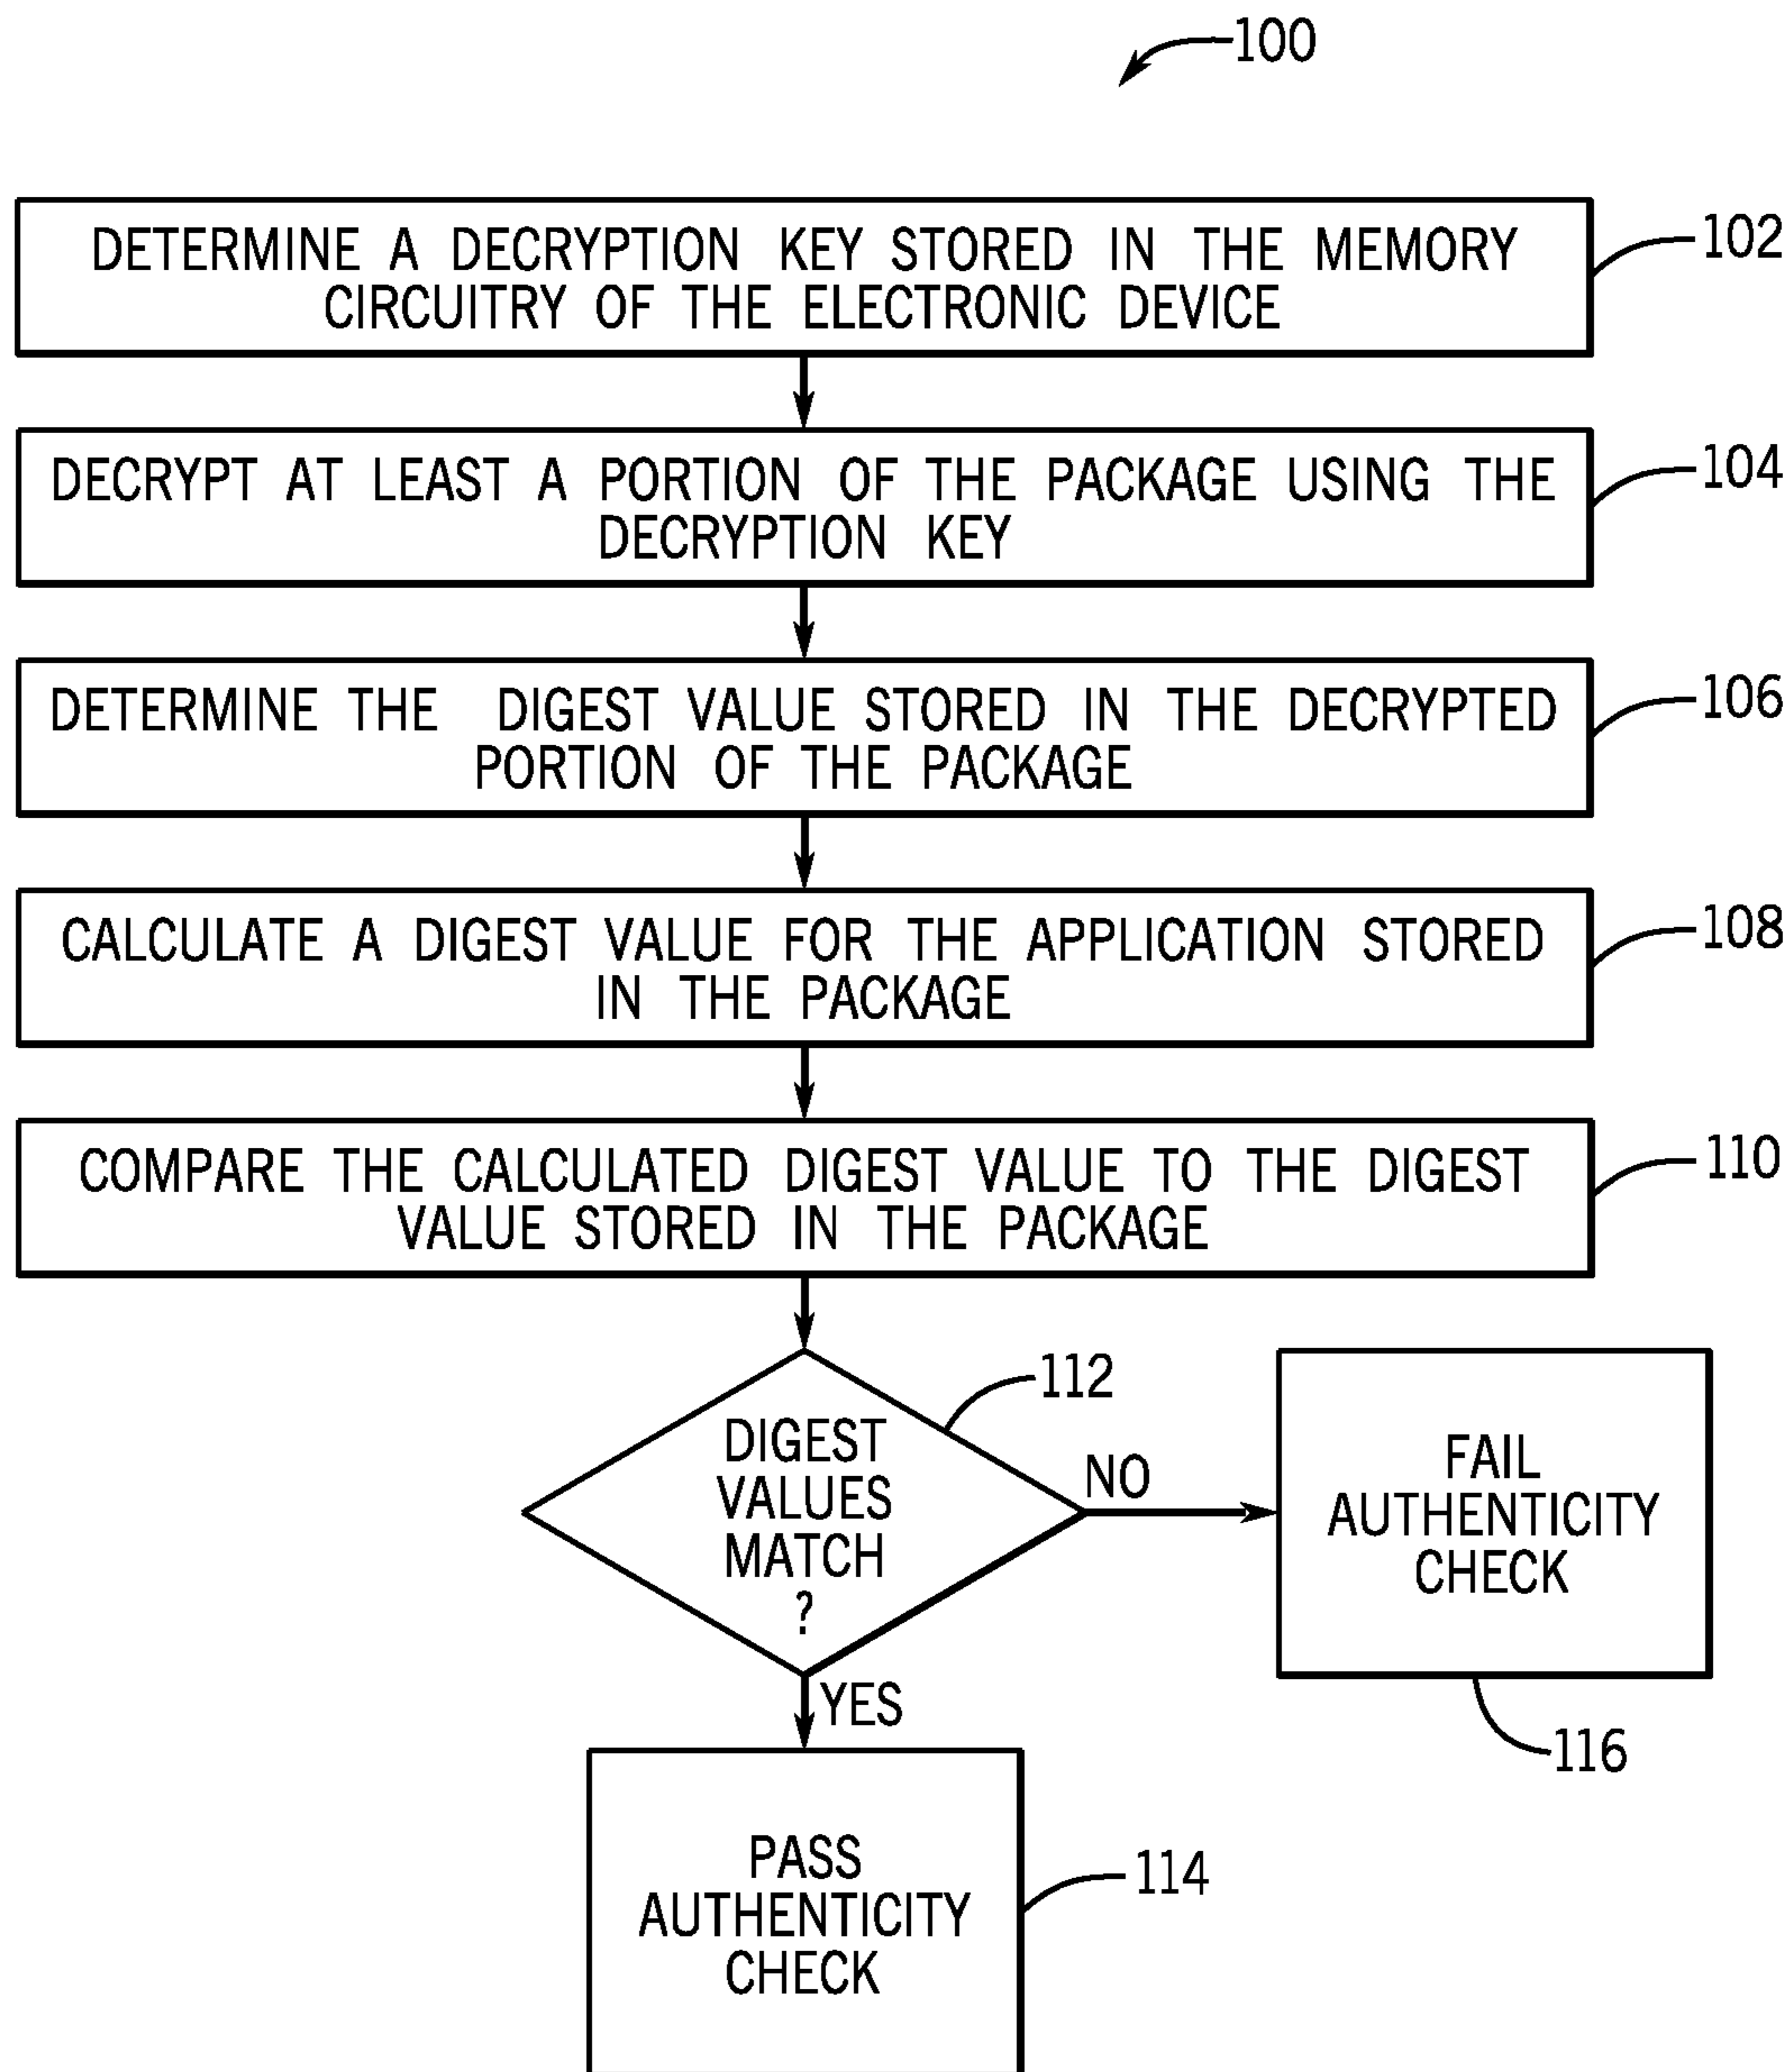 100
DETERMINE A DECRYPTION KEY STORED IN THE MEMORY
CIRCUITRY OF THE ELECTRONIC DEVICE
102
DECRYPT AT LEAST A PORTION OF THE PACKAGE USING THE
DECRYPTION KEY
104
DETERMINE THE DIGEST VALUE STORED IN THE DECRYPTED
PORTION OF THE PACKAGE
106
CALCULATE A DIGEST VALUE FOR THE APPLICATION STORED
IN THE PACKAGE
108
COMPARE THE CALCULATED DIGEST VALUE TO THE DIGEST
VALUE STORED IN THE PACKAGE
110
DIGEST
VALUES
MATCH
?
112
NO
FAIL
AUTHENTICITY
CHECK
116
YES
PASS
AUTHENTICITY
CHECK
114